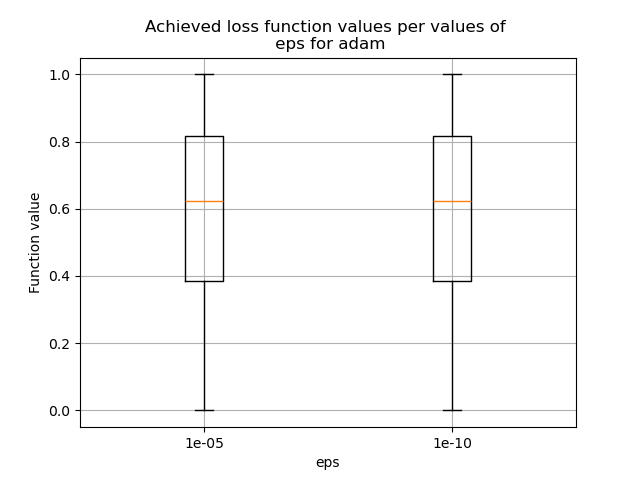 Achieved loss function values per values of
eps for adam
1.0
0.8
0.6
0.4
0.2
0.0
Function value
1e-05
1e-10
eps